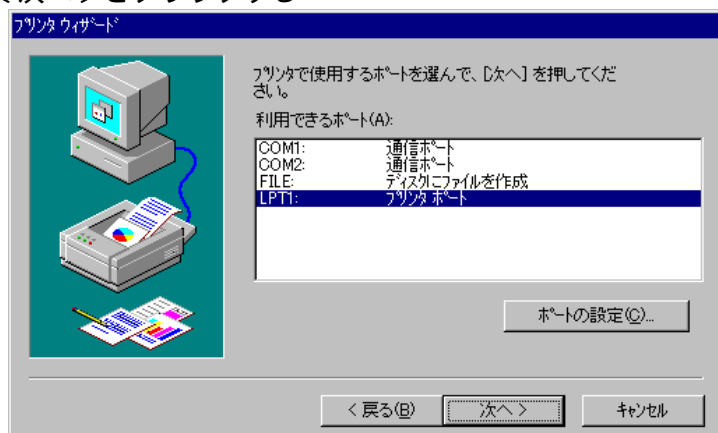 ﾌﾟﾘﾝﾀ ｳｨｻﾞｰﾄﾞ
ﾌﾟﾘﾝﾀで使用するﾎﾟｰﾄを選んで、[次へ] を押してくだ
さい。
利用できるﾎﾟｰﾄ(A):
COM1: 通信ﾎﾟｰﾄ
COM2: 通信ﾎﾟｰﾄ
FILE: ﾃﾞｨｽｸにﾌｧｲﾙを作成
LPT1: ﾌﾟﾘﾝﾀ ﾎﾟｰﾄ
ﾎﾟｰﾄの設定(C)...
< 戻る(B) 次へ > ｷｬﾝｾﾙ